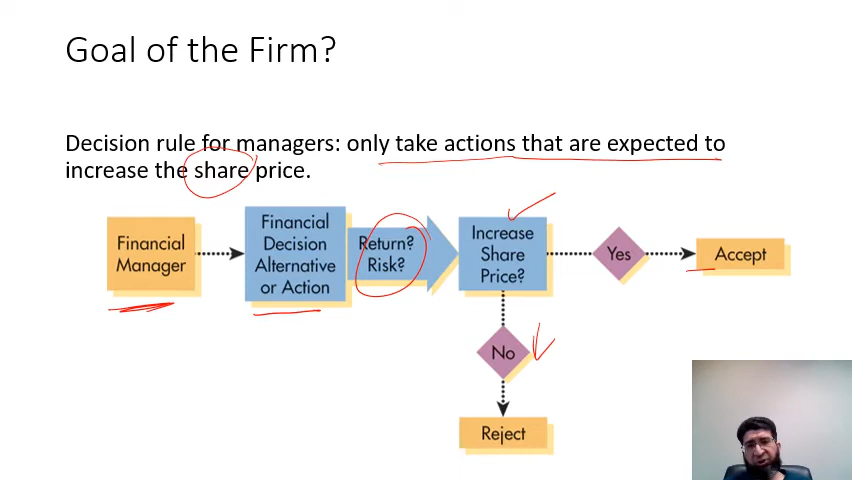 Goal of the Firm?
Decision rule for managers: only take actions that are expected to
increase the share price.
Financial
Manager
Financial
Decision
Alternative
or Action
Return?
Risk?
Increase
Share
Price?
Yes
Accept
No
Reject